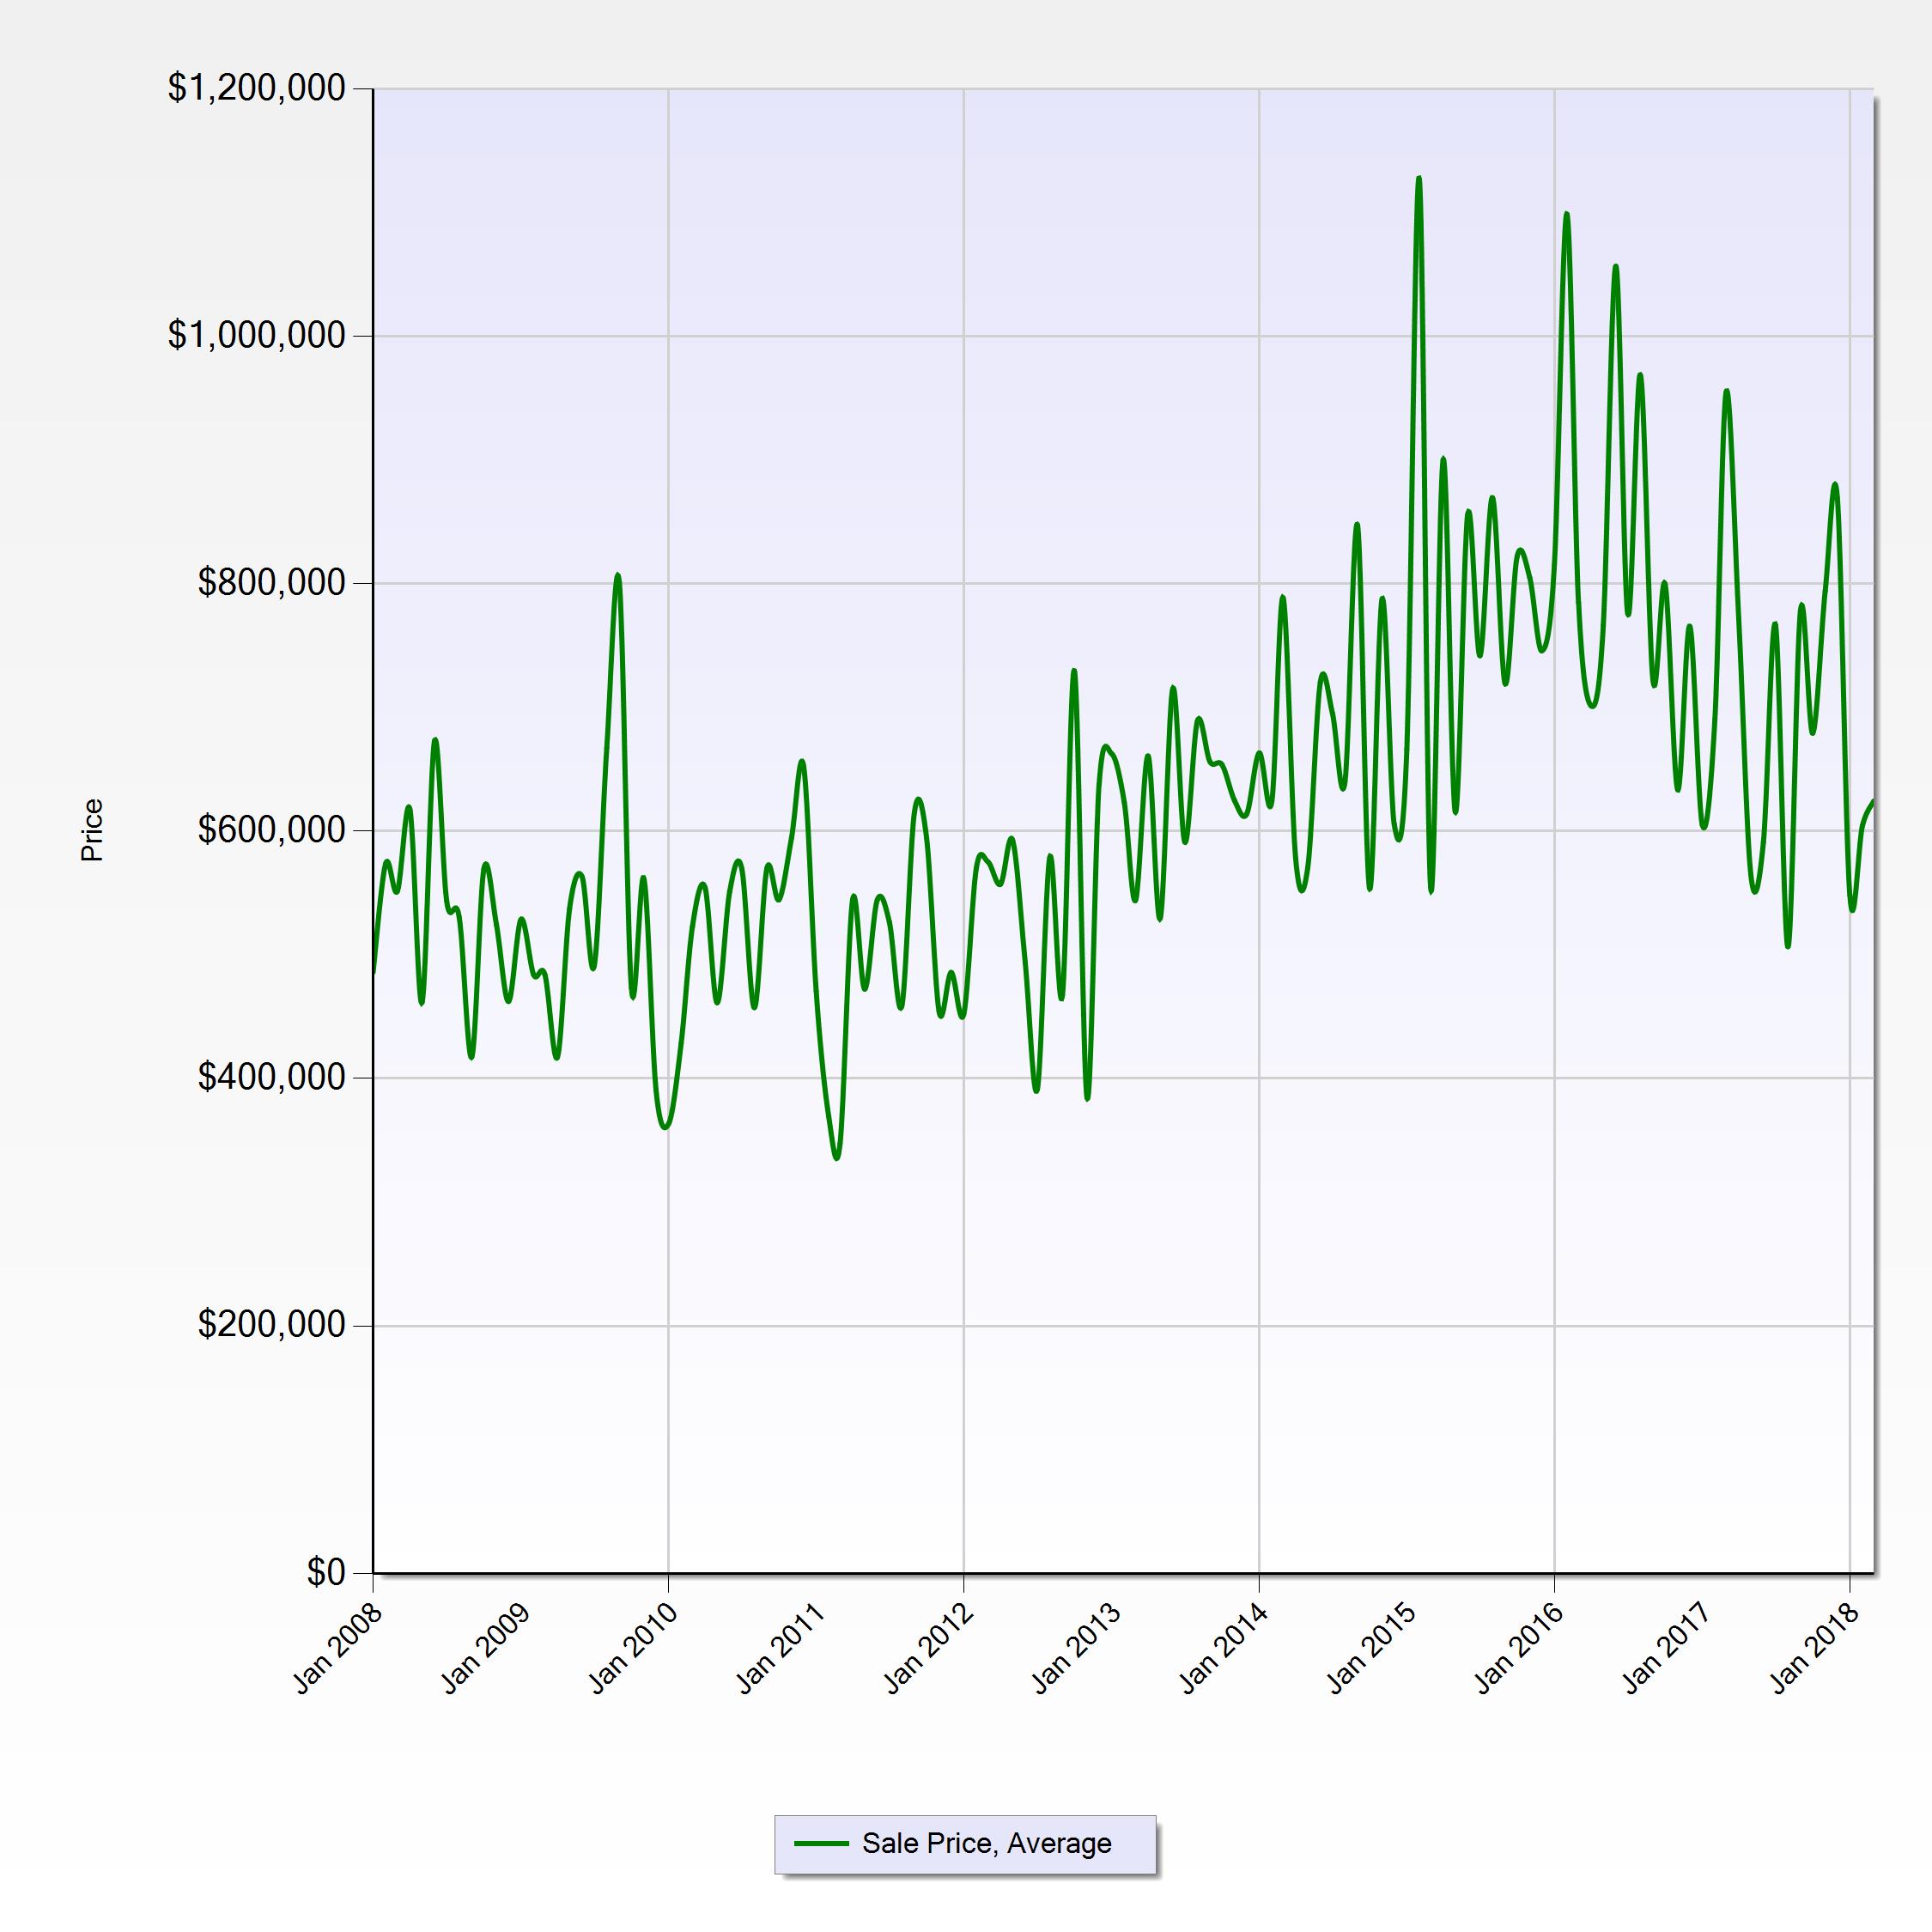 $1,200,000
$1,000,000
$800,000
$600,000
$400,000
$200,000
$0
Price
Jan 2008
Jan 2009
Jan 2010
Jan 2011
Jan 2012
Jan 2013
Jan 2014
Jan 2015
Jan 2016
Jan 2017
Jan 2018
Sale Price, Average